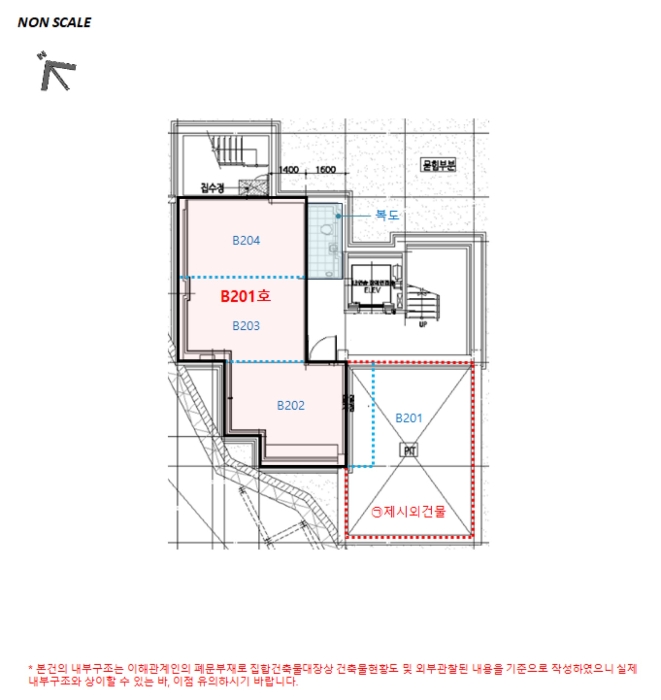 NON SCALE
N
1400 1600
묻힘부분
집수정
복도
B204
B201호
ELEV
B203
UP
B202
B201
PIT
㉠제시외건물
* 본건의 내부구조는 이해관계인의 폐문부재로 집합건축물대장상 건축물현황도 및 외부관찰된 내용을 기준으로 작성하였으니 실제
내부구조와 상이할 수 있는 바, 이점 유의하시기 바랍니다.